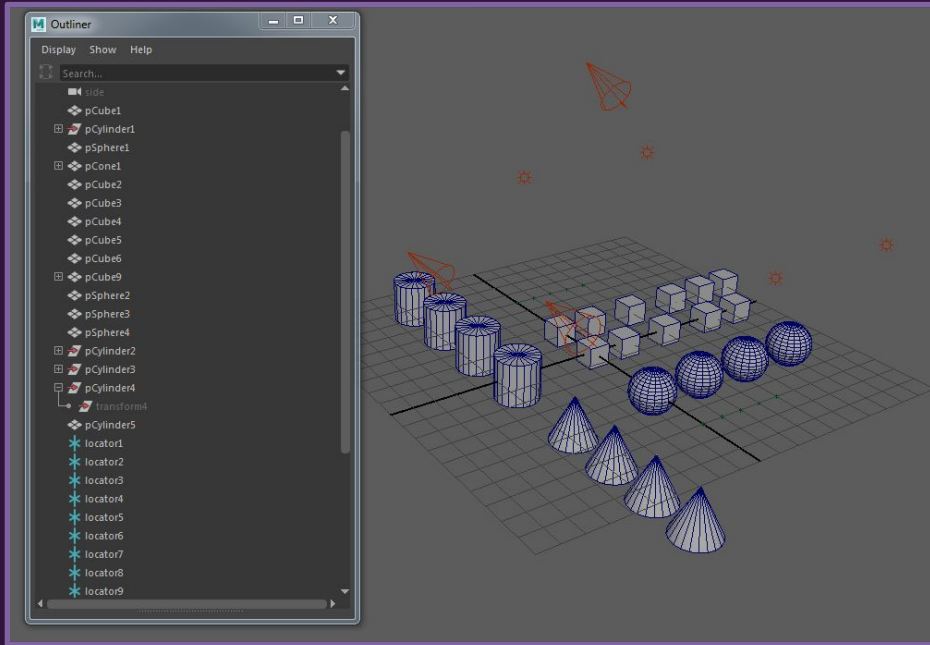 M Outliner
Display Show Help
Search...
side
pCube1
pCylinder1
pSphere1
pCone1
pCube2
pCube3
pCube4
pCube5
pCube6
pCube9
pSphere2
pSphere3
pSphere4
pCylinder2
pCylinder3
pCylinder4
transform4
pCylinder5
locator1
locator2
locator3
locator4
locator5
locator6
locator7
locator8
locator9